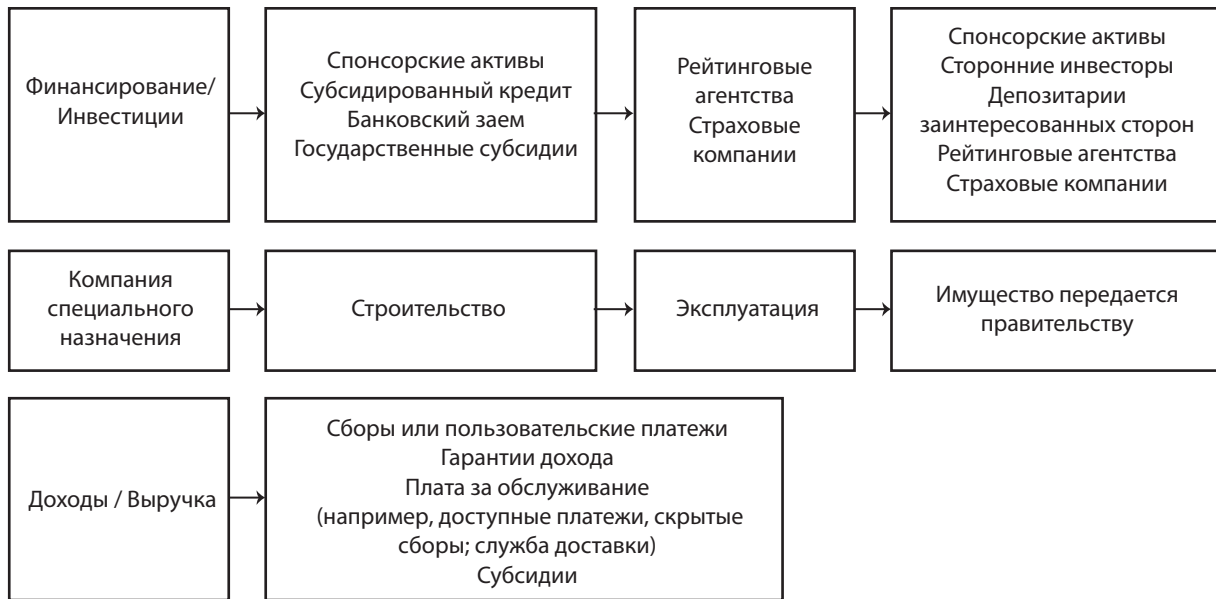 Финансирование/
Инвестиции
Спонсорские активы
Субсидированный кредит
Банковский заем
Государственные субсидии
Рейтинговые
агентства
Страховые
компании
Спонсорские активы
Сторонние инвесторы
Депозитарии
заинтересованных сторон
Рейтинговые агентства
Страховые компании
Компания
специального
назначения
Строительство
Эксплуатация
Имущество передается
правительству
Доходы / Выручка
Сборы или пользовательские платежи
Гарантии дохода
Плата за обслуживание
(например, доступные платежи, скрытые
сборы; служба доставки)
Субсидии